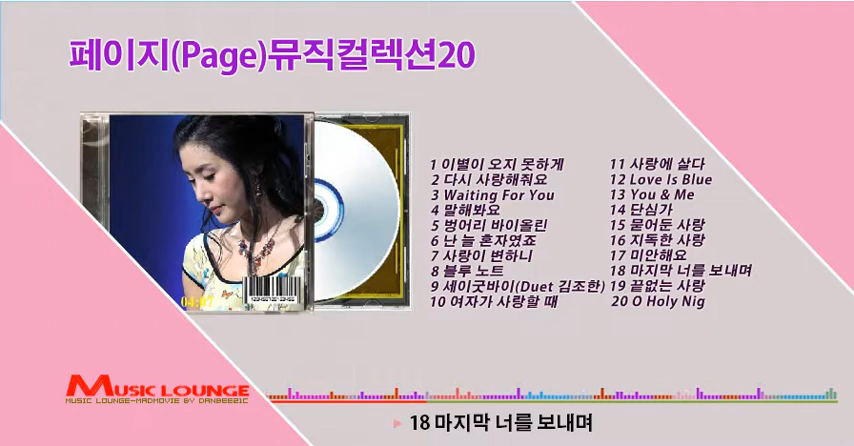 페이지(Page)뮤직컬렉션20
1 이별이 오지 못하게
2 다시 사랑해줘요
3 Waiting For You
4 말해봐요
5 벙어리 바이올린
6 난 늘 혼자였죠
7 사랑이 변하니
8 블루 노트
9 세이굿바이(Duet 김조한)
10 여자가 사랑할 때
11 사랑에 살다
12 Love Is Blue
13 You & Me
14 단심가
15 묻어둔 사랑
16 지독한 사랑
17 미안해요
18 마지막 너를 보내며
19 끝없는 사랑
20 O Holy Nig
MUSIC LOUNGE
MUSIC LOUNGE-MADMOVIE BY DANBEE21C
18 마지막 너를 보내며